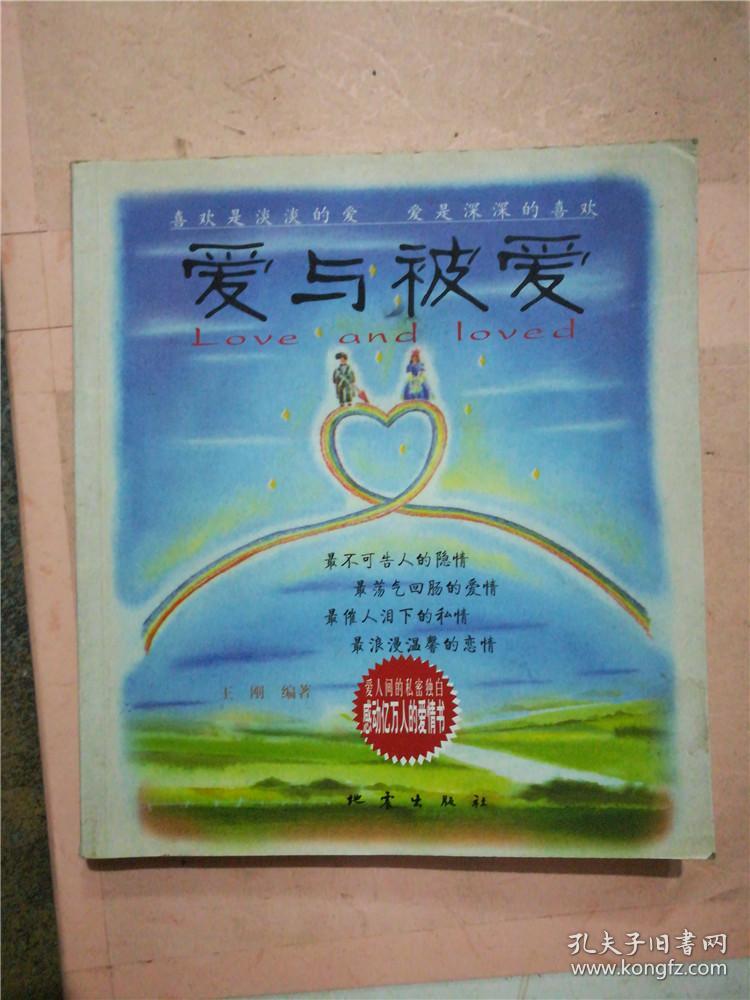 喜欢是淡淡的爱 爱是深深的喜欢
爱与被爱
Love and loved
最不可告人的隐情
最荡气回肠的爱情
最催人泪下的私情
最浪漫温馨的恋情
王刚 编著
爱人间的私密独白
感动亿万人的爱情书
地震出版社
孔夫子旧書网
www.kongfz.com